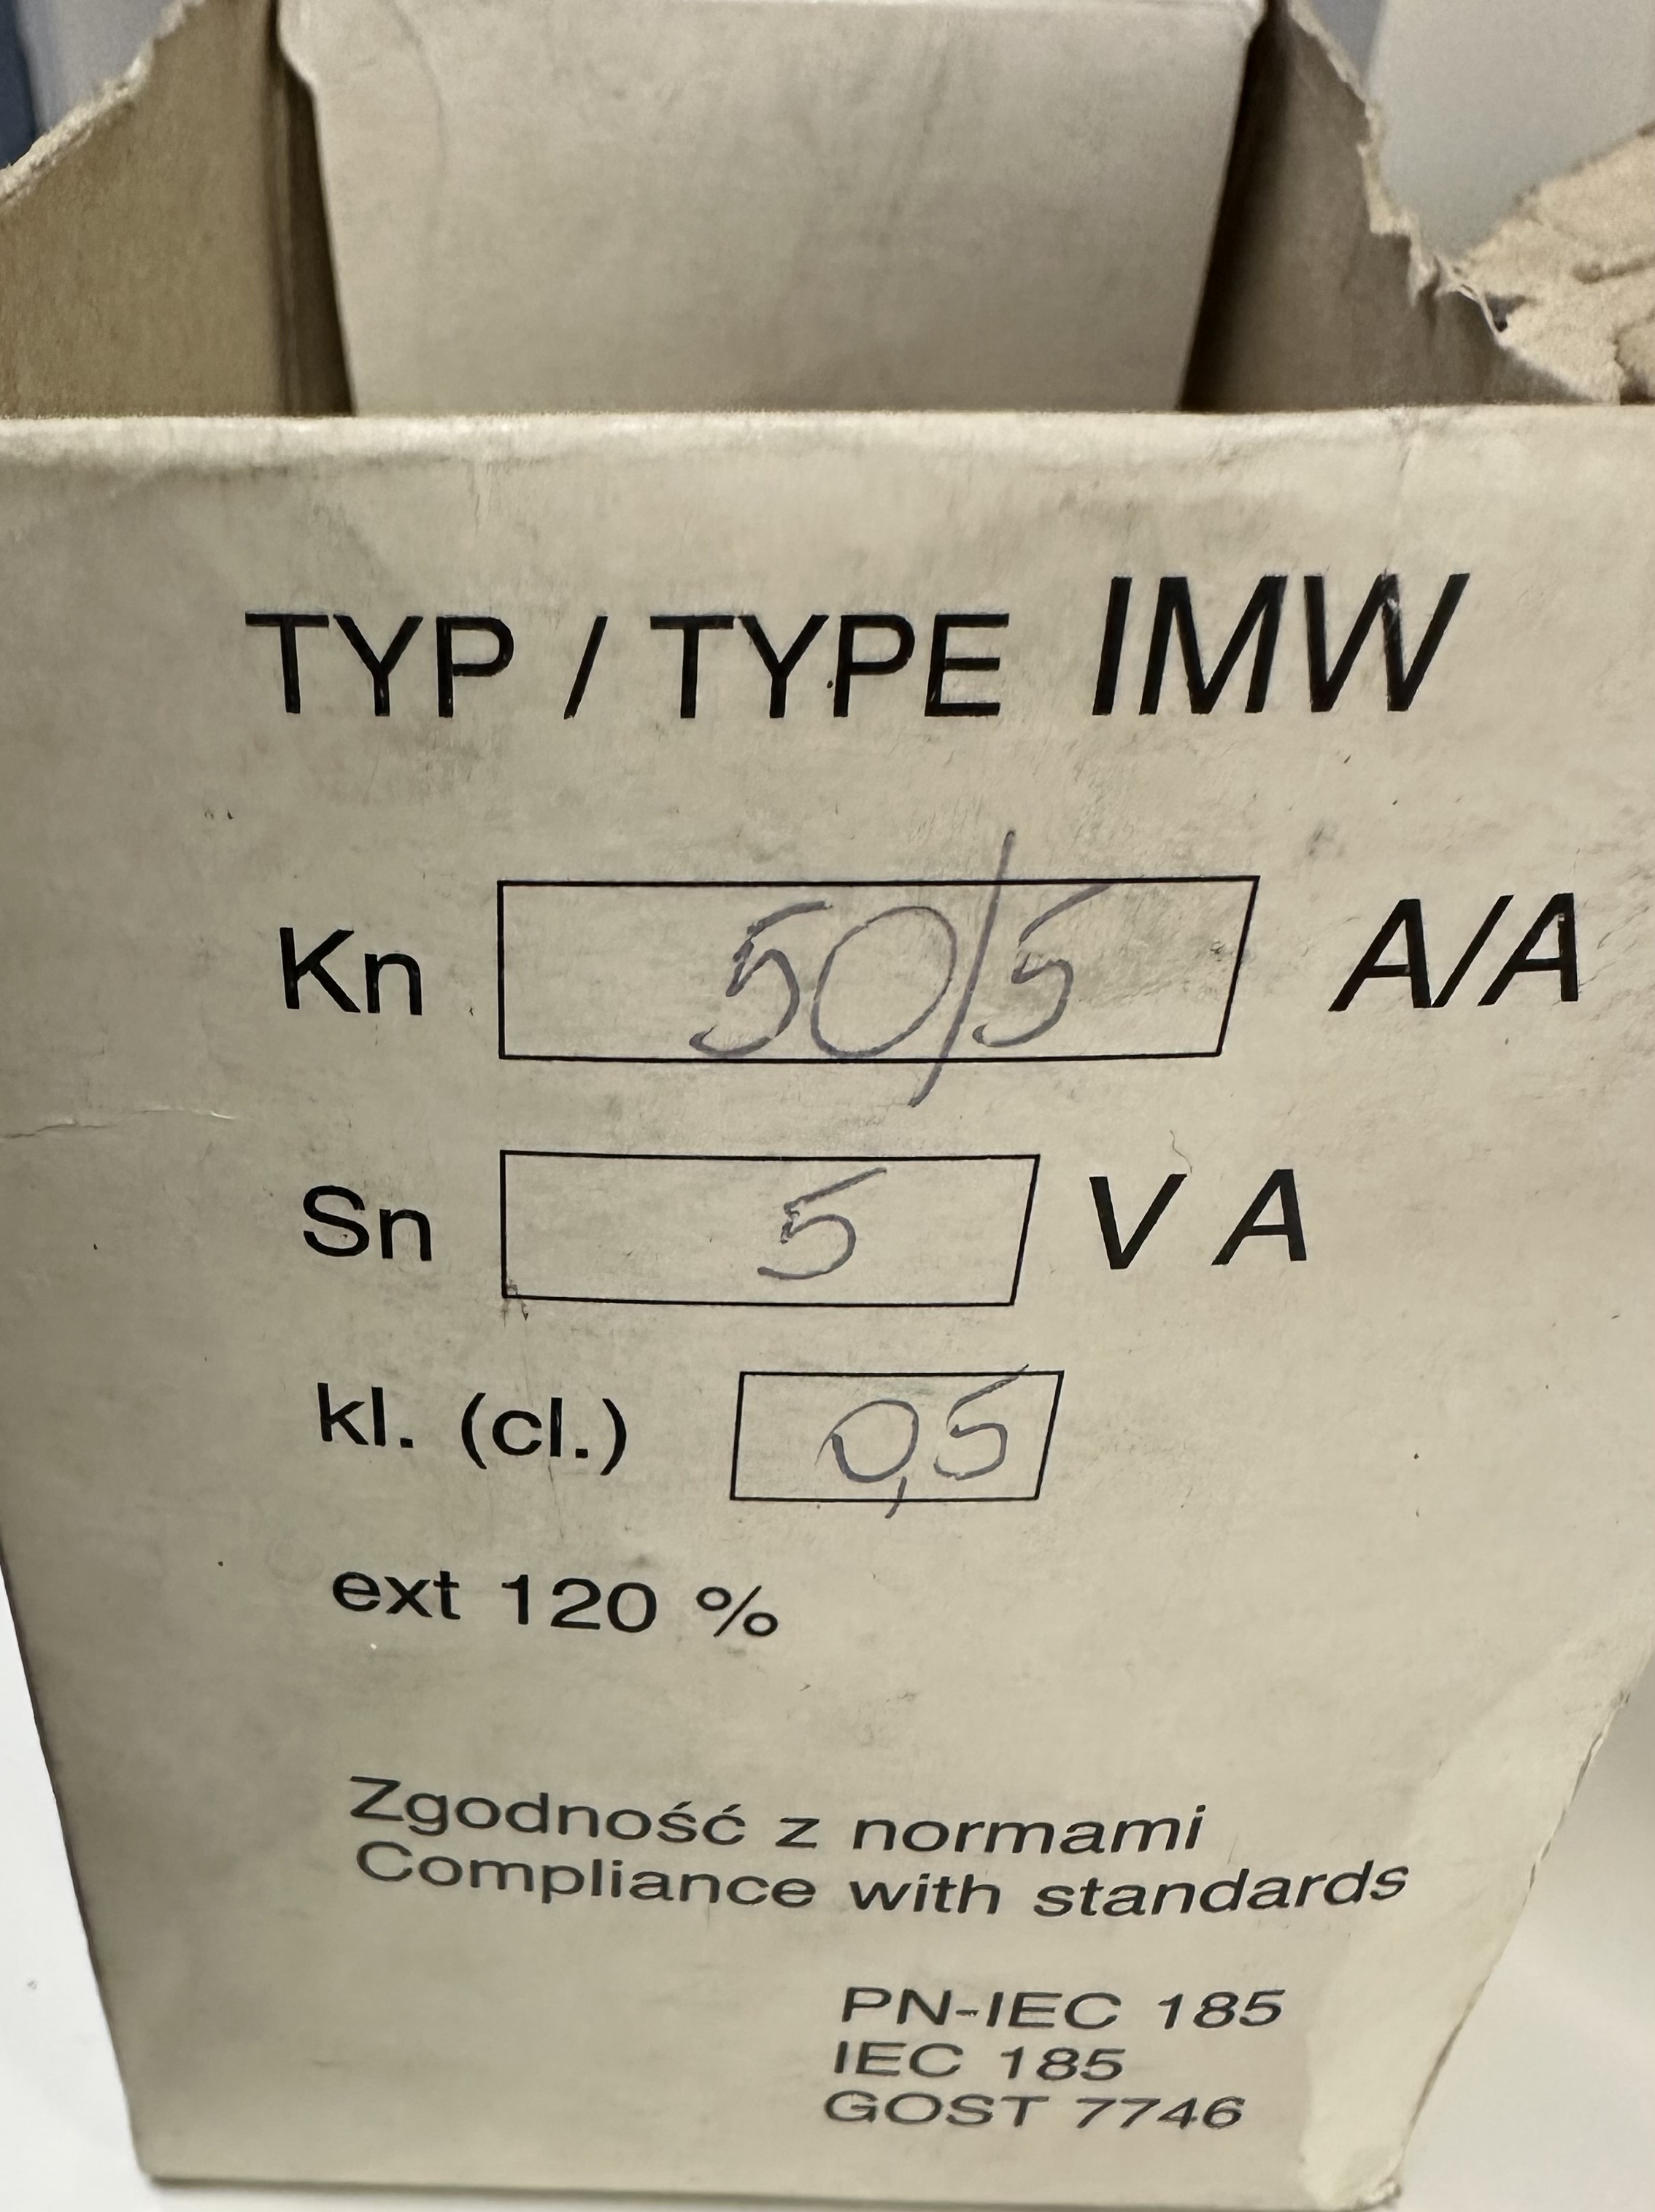 TYP / TYPE IMW
Kn 50/5 A/A
Sn 5 V A
kl. (cl.) 0,5
ext 120 %
Zgodność z normami
Compliance with standards
PN-IEC 185
IEC 185
GOST 7746